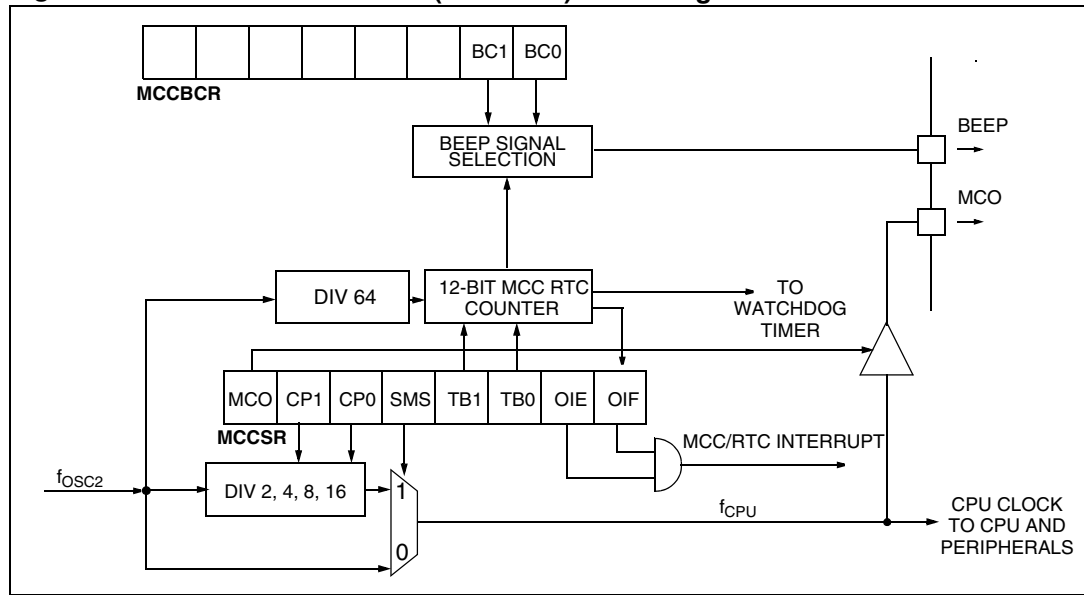 BC1 BC0
MCCBCR
BEEP SIGNAL
SELECTION
BEEP
MCO
DIV 64
12-BIT MCC RTC
COUNTER
TO
WATCHDOG
TIMER
MCO CP1 CP0 SMS TB1 TB0 OIE OIF
MCCSR
MCC/RTC INTERRUPT
fOSC2
DIV 2, 4, 8, 16
1
0
fCPU
CPU CLOCK
TO CPU AND
PERIPHERALS